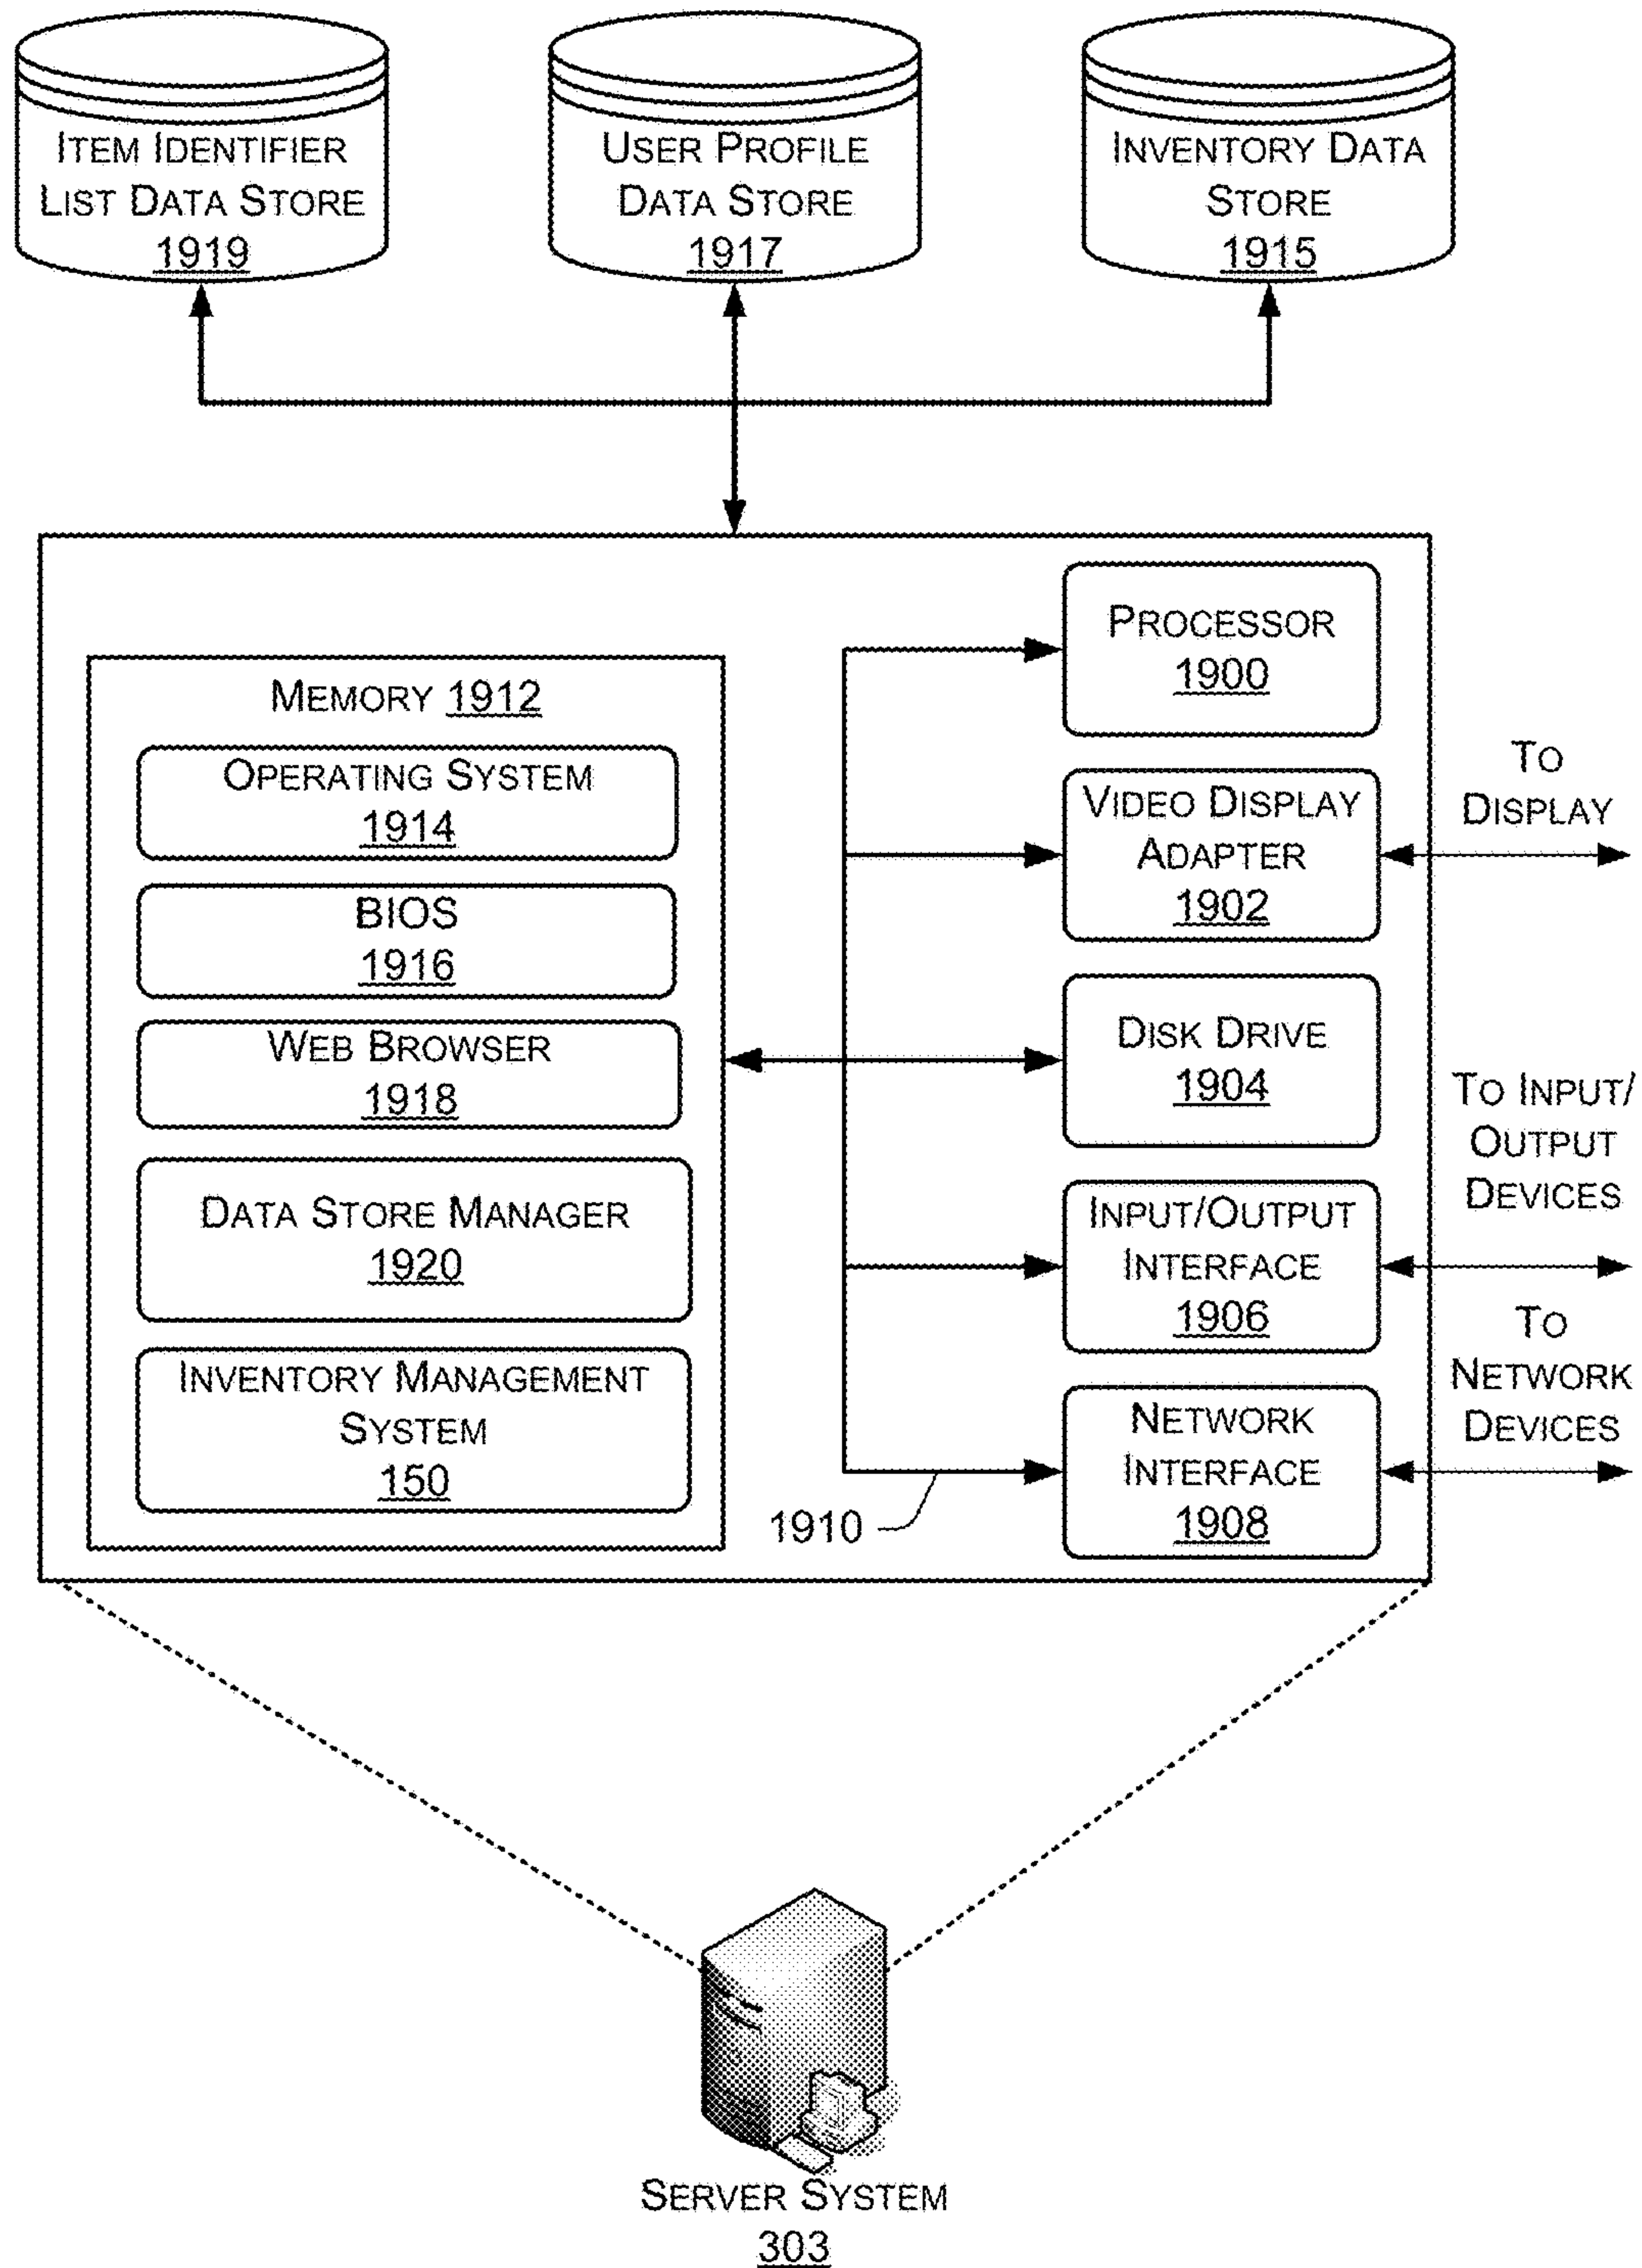 ITEM IDENTIFIER
LIST DATA STORE
1919
USER PROFILE
DATA STORE
1917
INVENTORY DATA
STORE
1915
MEMORY 1912
OPERATING SYSTEM
1914
BIOS
1916
WEB BROWSER
1918
DATA STORE MANAGER
1920
INVENTORY MANAGEMENT
SYSTEM
150
PROCESSOR
1900
VIDEO DISPLAY
ADAPTER
1902
DISK DRIVE
1904
INPUT/OUTPUT
INTERFACE
1906
NETWORK
INTERFACE
1908
1910
TO
DISPLAY
TO INPUT/
OUTPUT
DEVICES
TO
NETWORK
DEVICES
SERVER SYSTEM
303